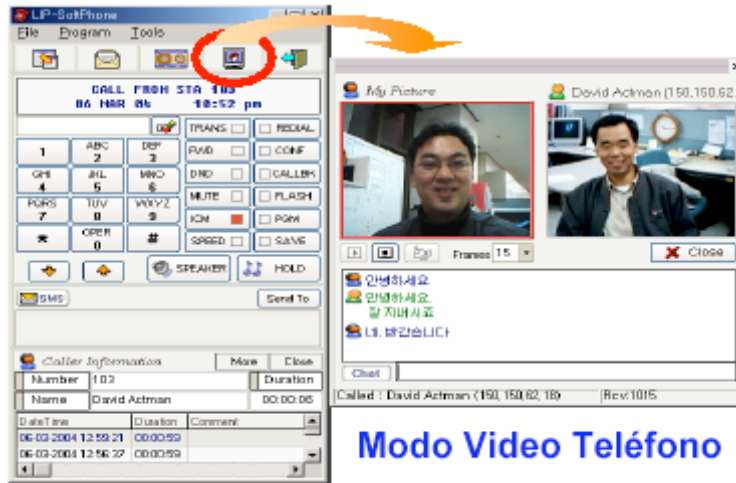 LIP-SoftPhone
File Program Tools
CALL FROM STA 103
06 MAR 04 10:52 pm
1 ABC 2 DEF 3
GHI 4 JKL 5 MNO 6
PQRS 7 TUV 8 WXYZ 9
* OPER 0 #
TRANS REDIAL
FWD CONF
DND CALLBK
MUTE FLASH
ICM PGM
SPEED SAVE
SPEAKER HOLD
SMS Send To
Caller Information More Close
Number 103 Duration
Name David Actman 00:00:06
DateTime Duration Comment
06-03-2004 12:59:21 00:00:59
06-03-2004 12:56:37 00:00:59
My Picture David Actman (150,150,62,
Frames 15 Close
안녕하세요
안녕하세요.
잘 지내시죠
네. 반갑습니다
Chat
Called : David Actman (150,150,62,18) Rcv:1015
Modo Video Teléfono